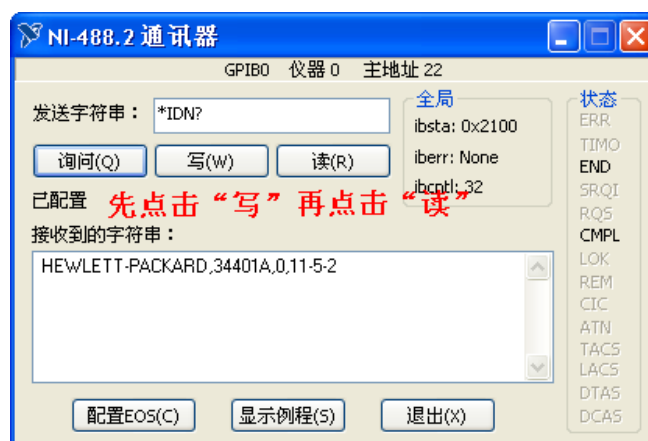 NI-488.2 通讯器
GPIB0 仪器 0 主地址 22
发送字符串： *IDN?
询问(Q) 写(W) 读(R)
全局
ibsta: 0x2100
iberr: None
ibcntl: 32
已配置
先点击“写”再点击“读”
接收到的字符串：
HEWLETT-PACKARD,34401A,0,11-5-2
配置EOS(C) 显示例程(S) 退出(X)
状态
ERR
TIMO
END
SRQI
RQS
CMPL
LOK
REM
CIC
ATN
TACS
LACS
DTAS
DCAS